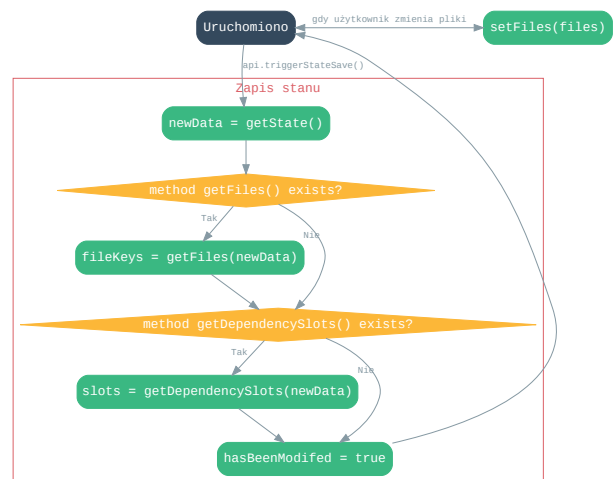 Uruchomiono
gdy użytkownik zmienia pliki
setFiles(files)
api.triggerStateSave()
Zapis stanu
newData = getState()
method getFiles() exists?
Tak
Nie
fileKeys = getFiles(newData)
method getDependencySlots() exists?
Tak
Nie
slots = getDependencySlots(newData)
hasBeenModifed = true